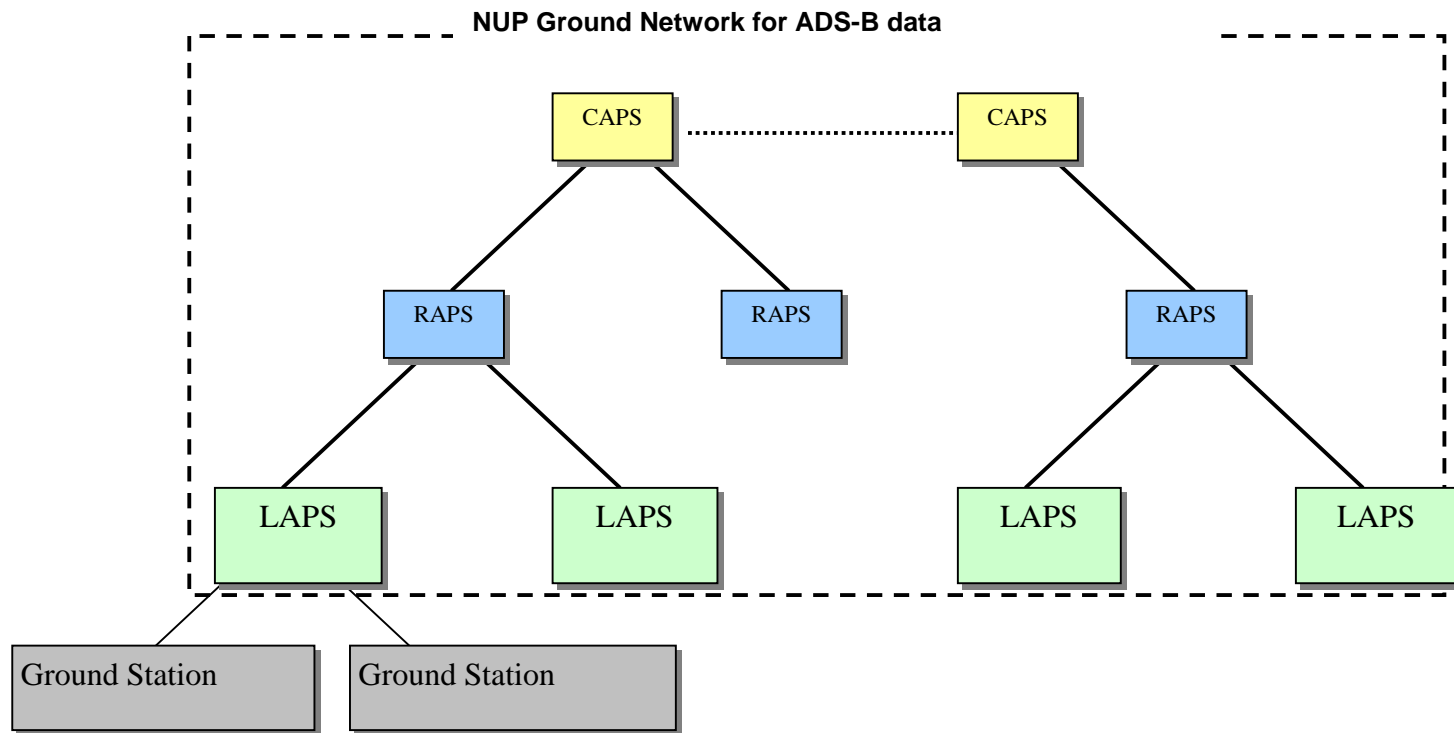 NUP Ground Network for ADS-B data
CAPS
CAPS
RAPS
RAPS
RAPS
LAPS
LAPS
LAPS
LAPS
Ground Station
Ground Station